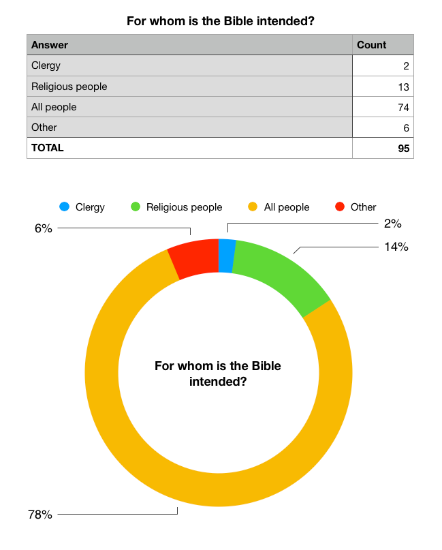 For whom is the Bible intended?
Answer Count
Clergy 2
Religious people 13
All people 74
Other 6
TOTAL 95
Clergy Religious people All people Other
6% 2%
14%
For whom is the Bible
intended?
78%